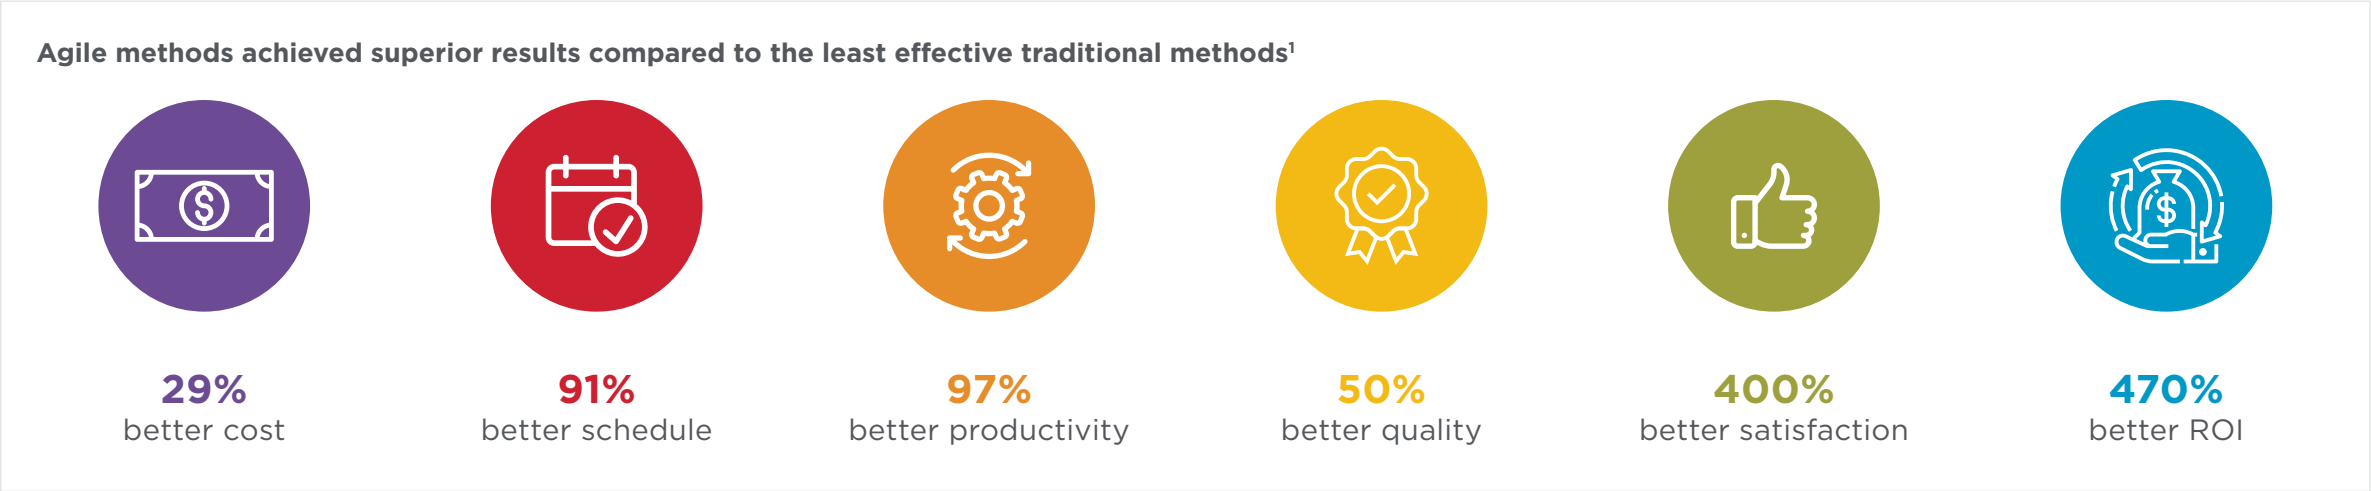 Agile methods achieved superior results compared to the least effective traditional methods¹
29%
better cost
91%
better schedule
97%
better productivity
50%
better quality
400%
better satisfaction
470%
better ROI